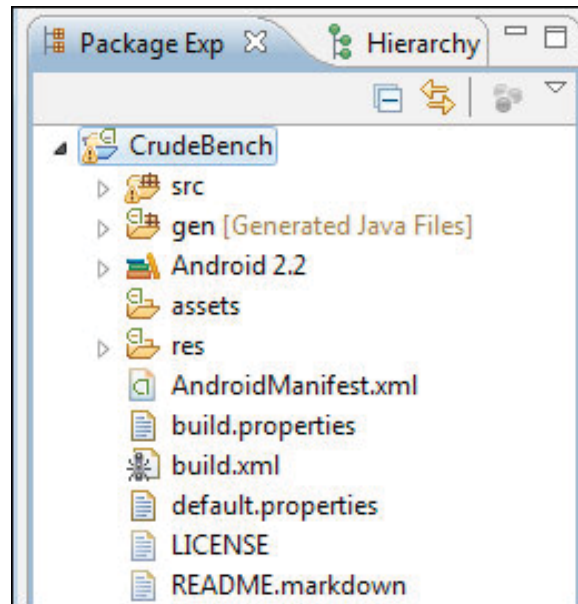 Package Exp Hierarchy
CrudeBench
src
gen [Generated Java Files]
Android 2.2
assets
res
AndroidManifest.xml
build.properties
build.xml
default.properties
LICENSE
README.markdown